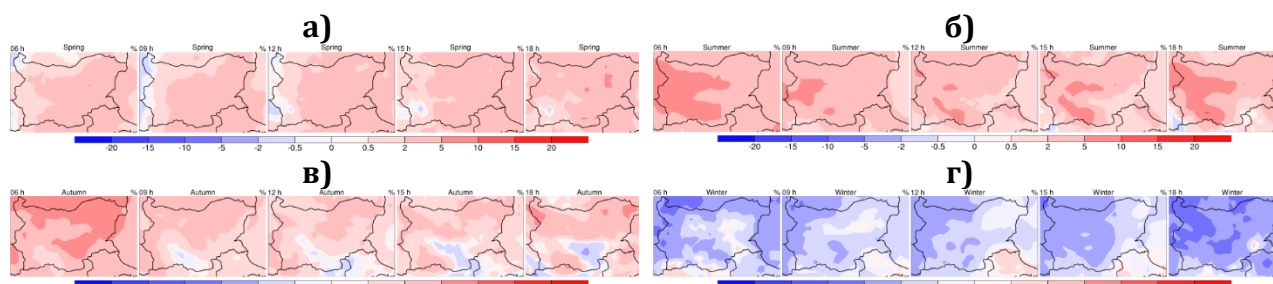 а)
06 h Spring % 09 h Spring % 12 h Spring % 15 h Spring % 18 h Spring
-20 -15 -10 -5 -2 -0.5 0 0.5 2 5 10 15 20
б)
06 h Summer % 09 h Summer % 12 h Summer % 15 h Summer % 18 h Summer
-20 -15 -10 -5 -2 -0.5 0 0.5 2 5 10 15 20
в)
06 h Autumn % 09 h Autumn % 12 h Autumn % 15 h Autumn % 18 h Autumn
г)
06 h Winter % 09 h Winter % 12 h Winter % 15 h Winter % 18 h Winter